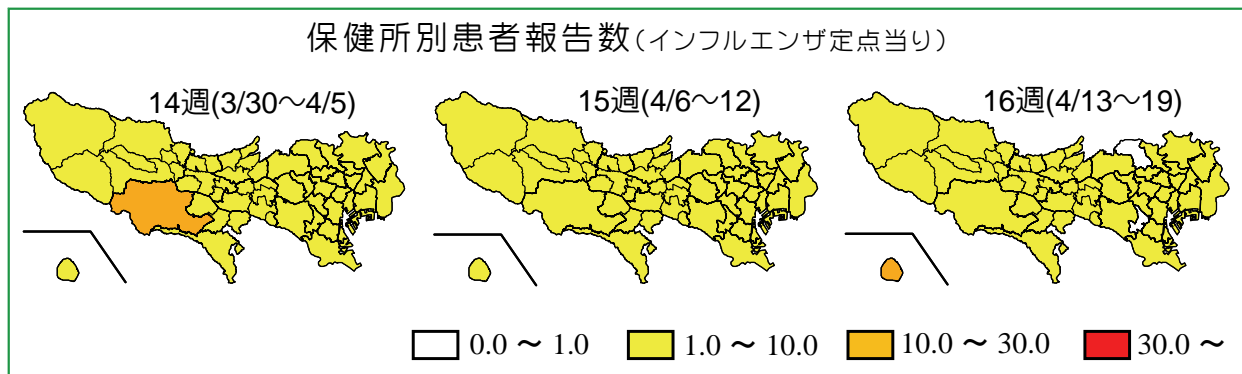 保健所別患者報告数(インフルエンザ定点当り)
14週(3/30～4/5)
15週(4/6～12)
16週(4/13～19)
0.0 ～ 1.0
1.0 ～ 10.0
10.0 ～ 30.0
30.0 ～